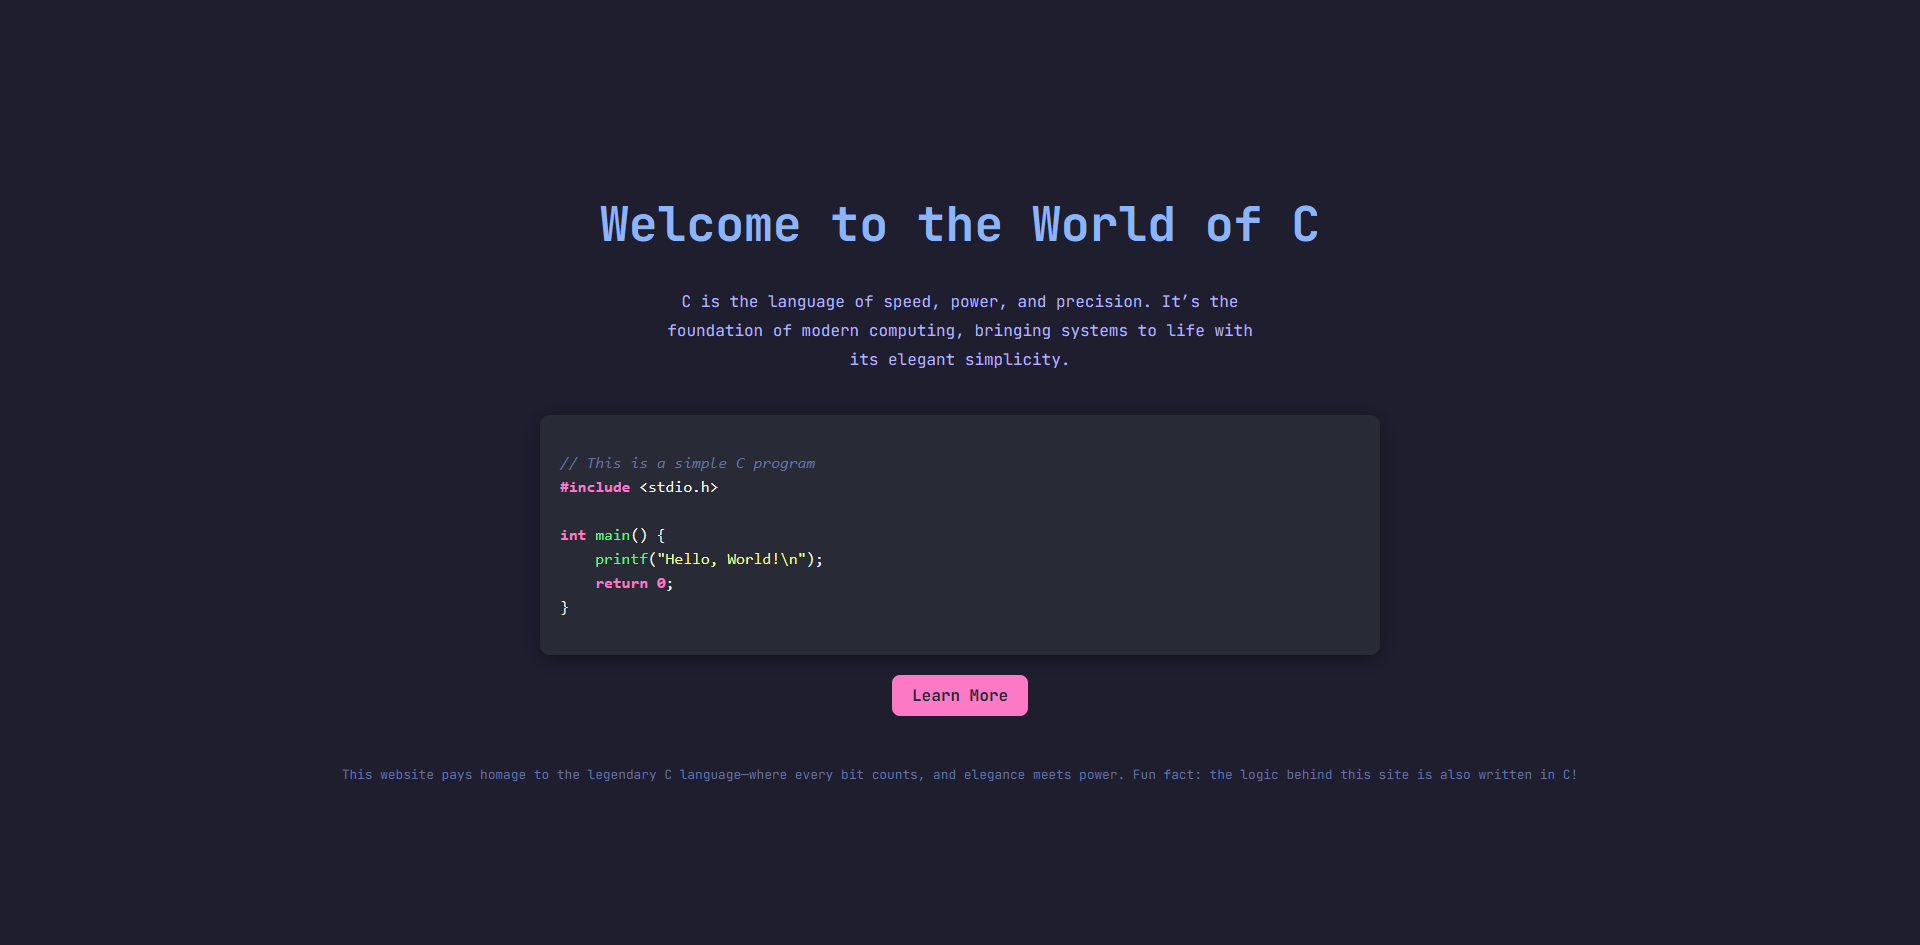 Welcome to the World of C
C is the language of speed, power, and precision. It’s the
foundation of modern computing, bringing systems to life with
its elegant simplicity.
// This is a simple C program
#include <stdio.h>
int main() {
    printf("Hello, World!\n");
    return 0;
}
Learn More
This website pays homage to the legendary C language—where every bit counts, and elegance meets power. Fun fact: the logic behind this site is also written in C!